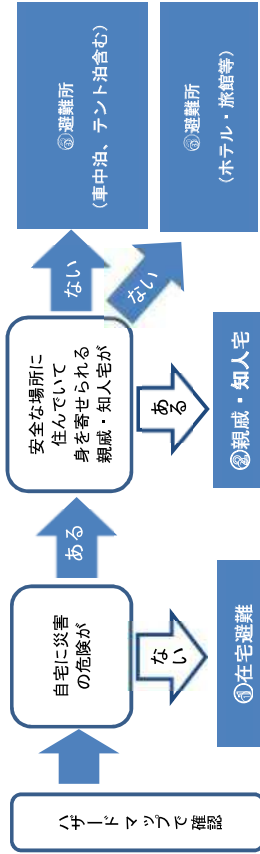 ハザードマップで確認
自宅に災害
の危険が
ある
ない
①在宅避難
安全な場所に
住んでいて
身を寄せられる
親戚・知人宅が
ある
②親戚・知人宅
ない
避難所
（車中泊、テント泊含む）
ない
避難所
（ホテル・旅館等）